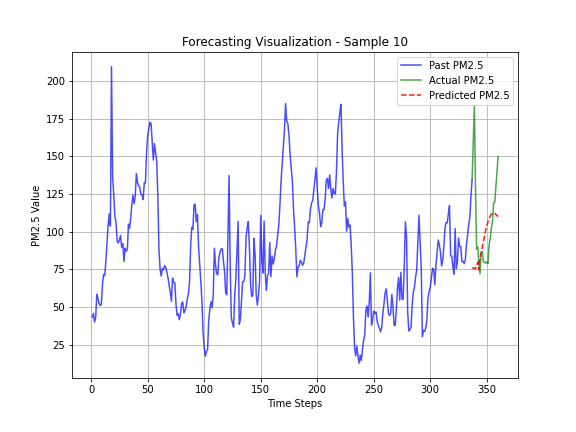 Forecasting Visualization - Sample 10
Past PM2.5
Actual PM2.5
Predicted PM2.5
PM2.5 Value
200
175
150
125
100
75
50
25
0 50 100 150 200 250 300 350
Time Steps